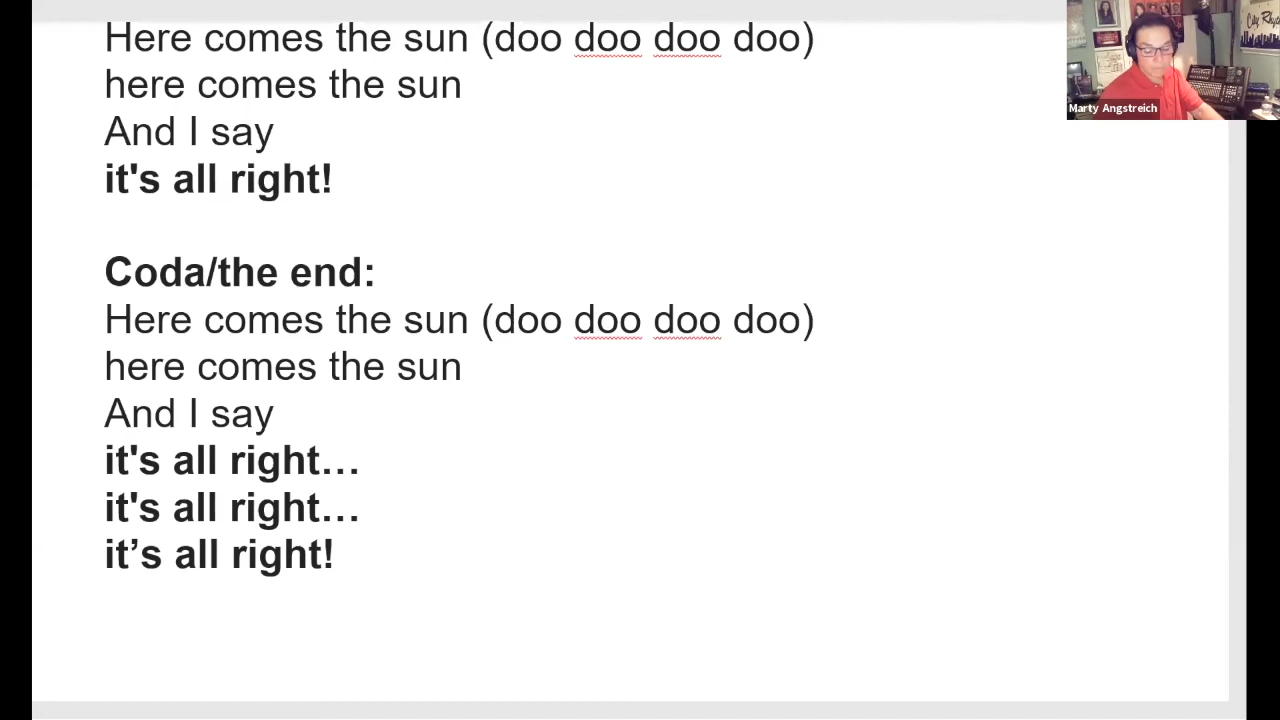 Here comes the sun (doo doo doo doo)
here comes the sun
And I say
it's all right!
Coda/the end:
Here comes the sun (doo doo doo doo)
here comes the sun
And I say
it's all right…
it's all right…
it’s all right!
Marty Angstreich